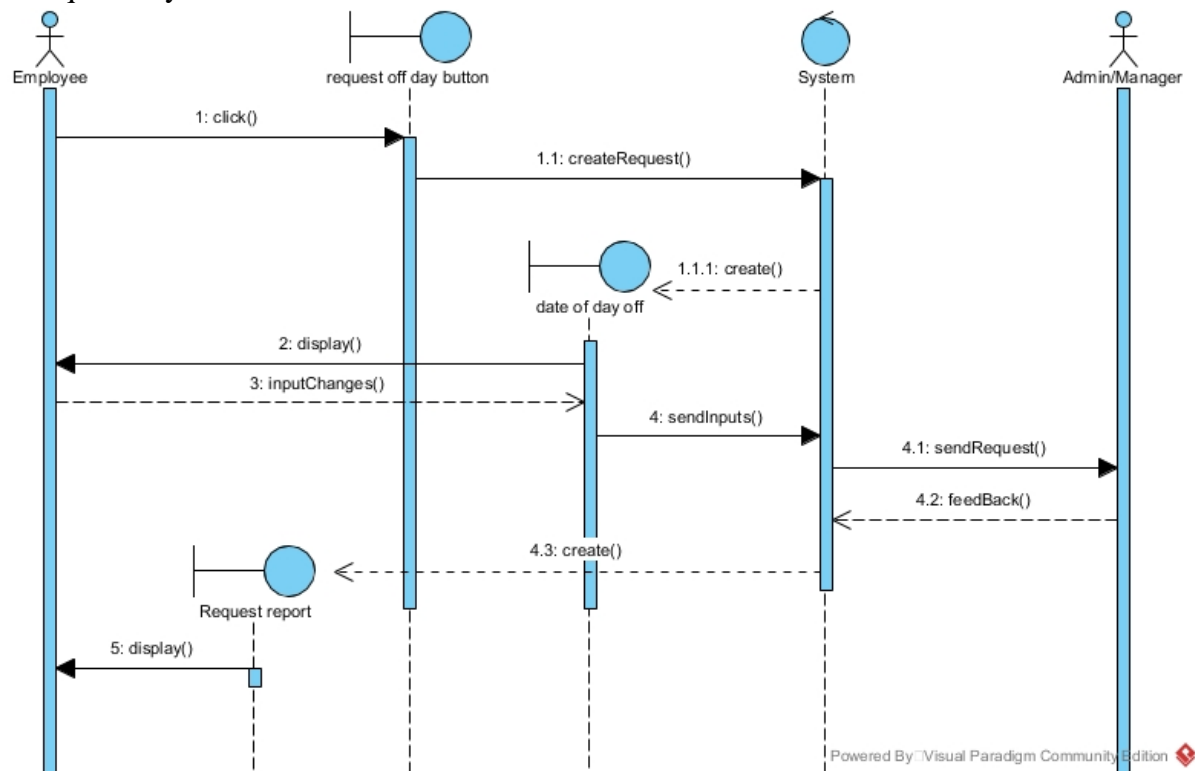 Employee
request off day button
System
Admin/Manager
1: click()
1.1: createRequest()
1.1.1: create()
date of day off
2: display()
3: inputChanges()
4: sendInputs()
4.1: sendRequest()
4.2: feedBack()
4.3: create()
Request report
5: display()
Powered By Visual Paradigm Community Edition